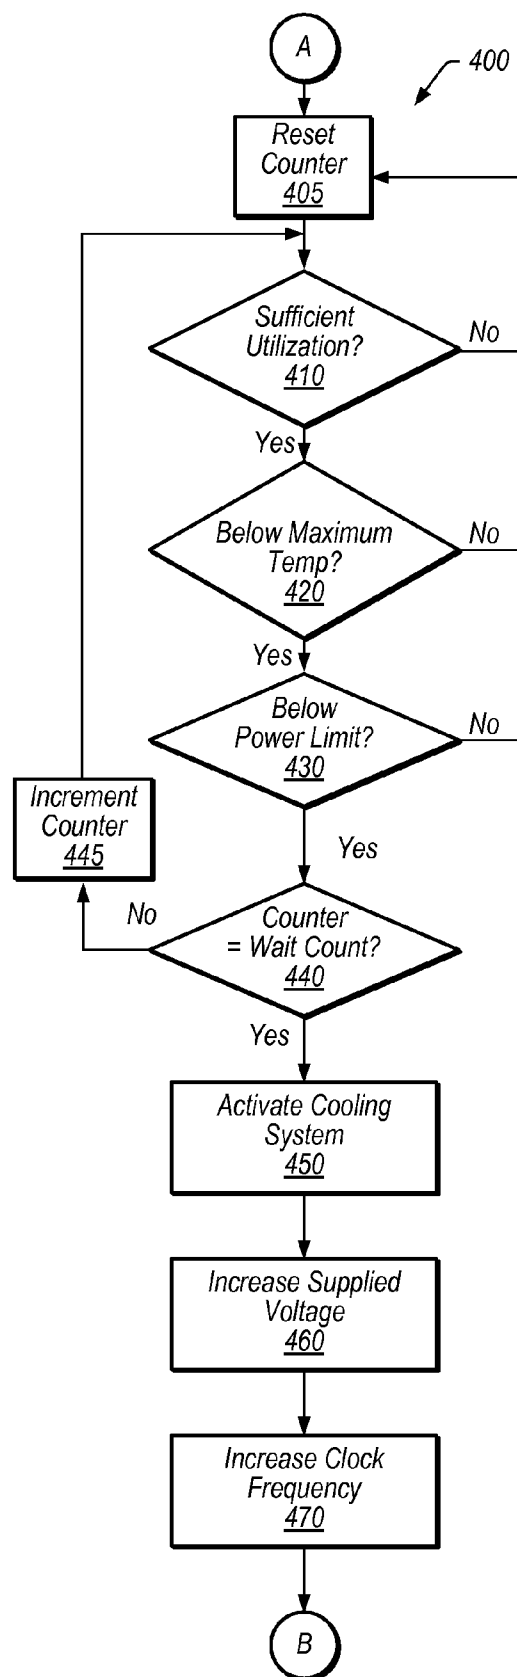 A
400
Reset
Counter
405
Sufficient
Utilization?
410
No
Yes
Below Maximum
Temp?
420
No
Yes
Below
Power Limit?
430
No
Increment
Counter
445
Yes
No
Counter
= Wait Count?
440
Yes
Activate Cooling
System
450
Increase Supplied
Voltage
460
Increase Clock
Frequency
470
B